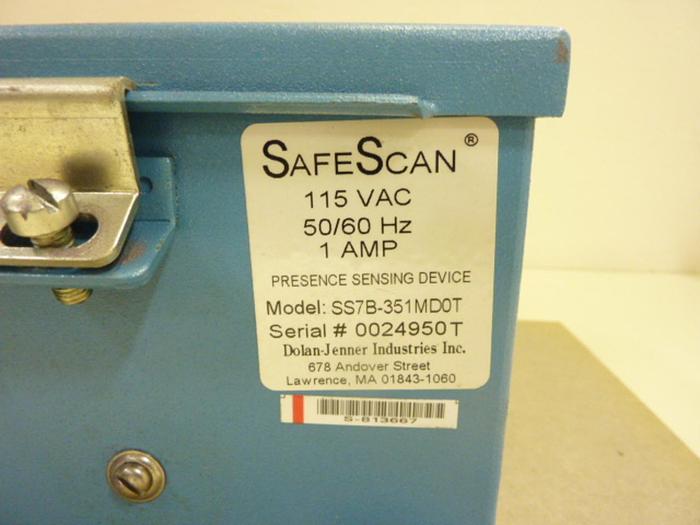 SAFESCAN ®
115 VAC
50/60 Hz
1 AMP
PRESENCE SENSING DEVICE
Model: SS7B-351MD0T
Serial # 0024950T
Dolan-Jenner Industries Inc.
678 Andover Street
Lawrence, MA 01843-1060
S-813667